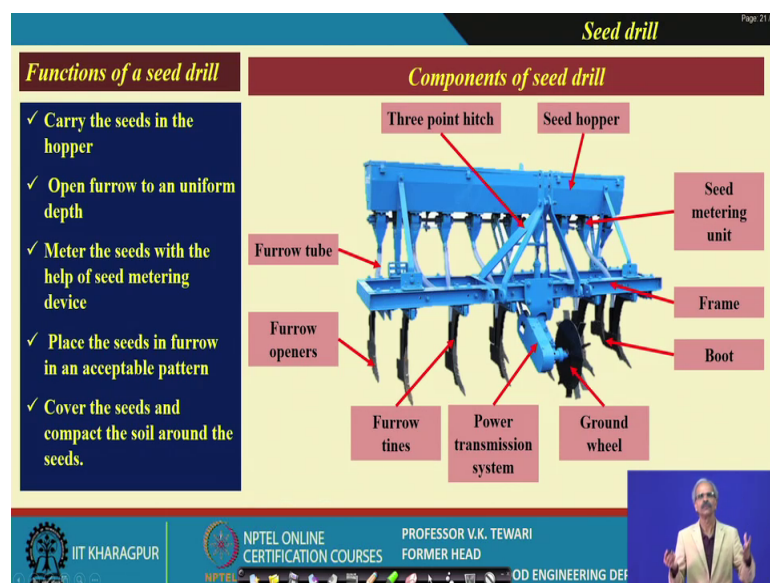 Page: 21 /
Seed drill
Functions of a seed drill
✓ Carry the seeds in the
hopper
✓ Open furrow to an uniform
depth
✓ Meter the seeds with the
help of seed metering
device
✓ Place the seeds in furrow
in an acceptable pattern
✓ Cover the seeds and
compact the soil around the
seeds.
Components of seed drill
Three point hitch
Seed hopper
Seed
metering
unit
Furrow tube
Frame
Furrow
openers
Boot
Furrow
tines
Power
transmission
system
Ground
wheel
IIT KHARAGPUR
NPTEL
NPTEL ONLINE
CERTIFICATION COURSES
PROFESSOR V.K. TEWARI
FORMER HEAD
OD ENGINEERING DEP